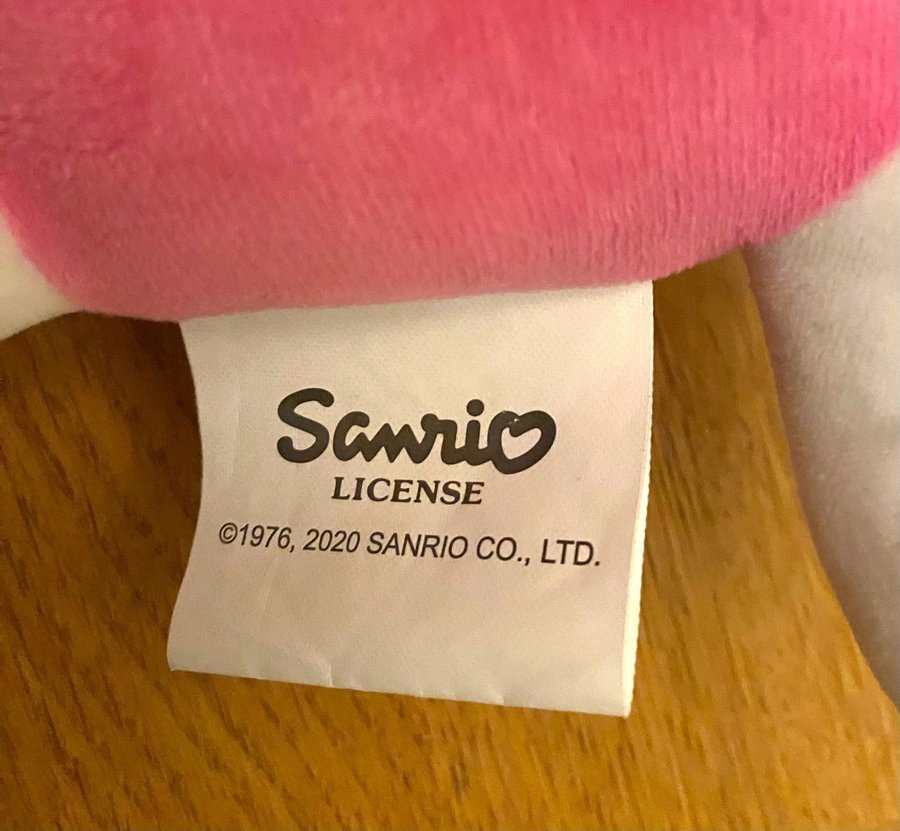 Sanrio
LICENSE
©1976, 2020 SANRIO CO., LTD.